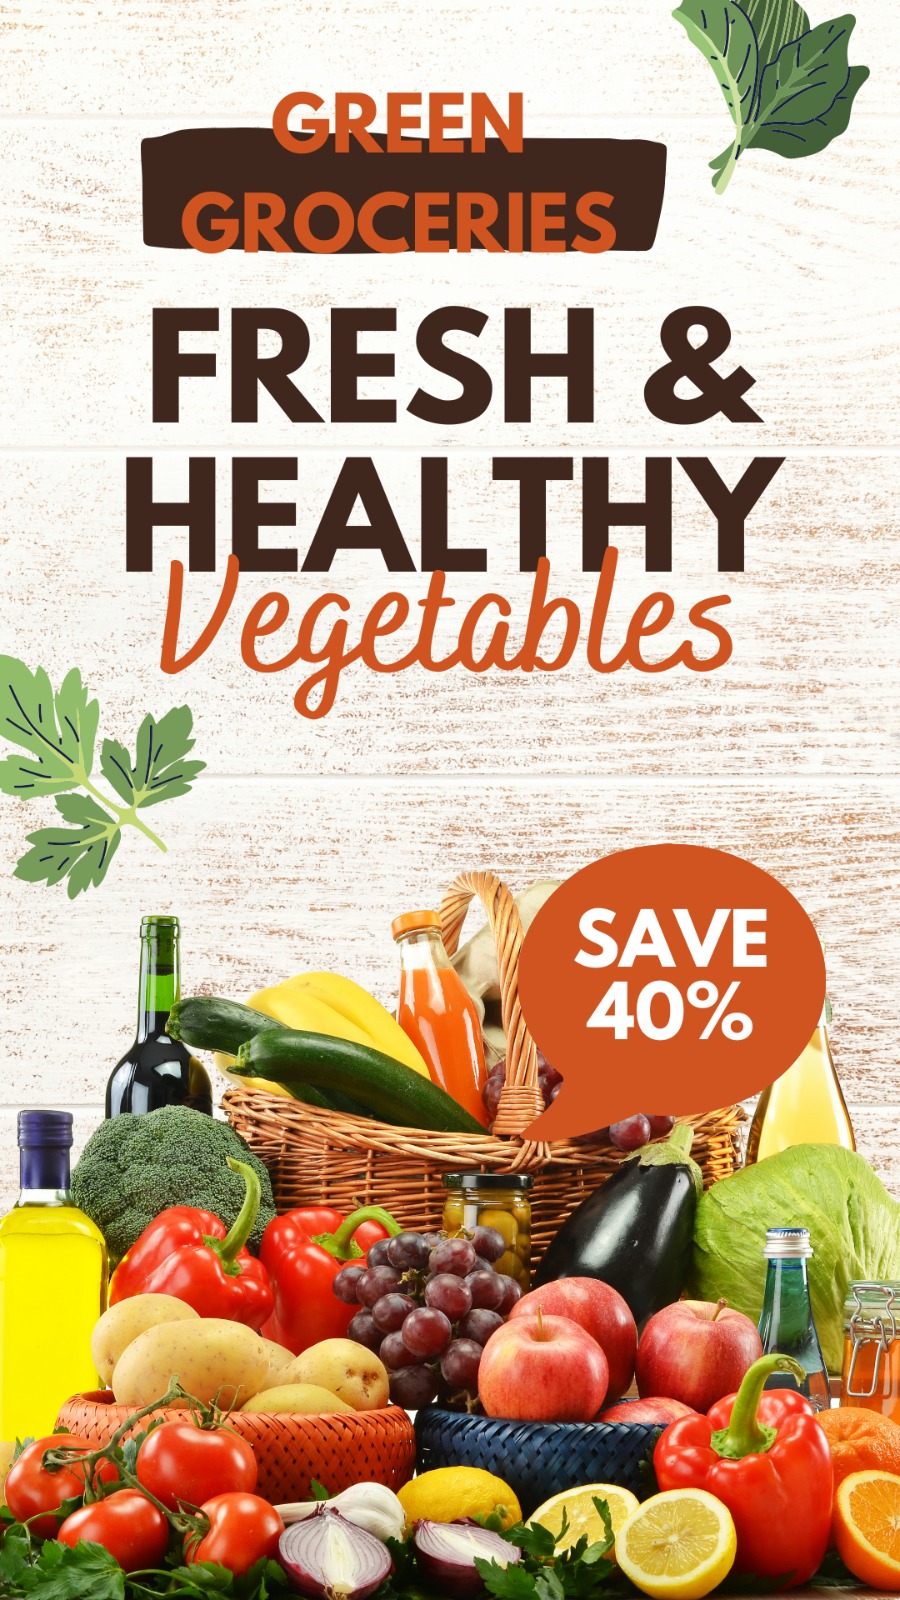 GREEN
GROCERIES
FRESH &
HEALTHY
Vegetables
SAVE
40%